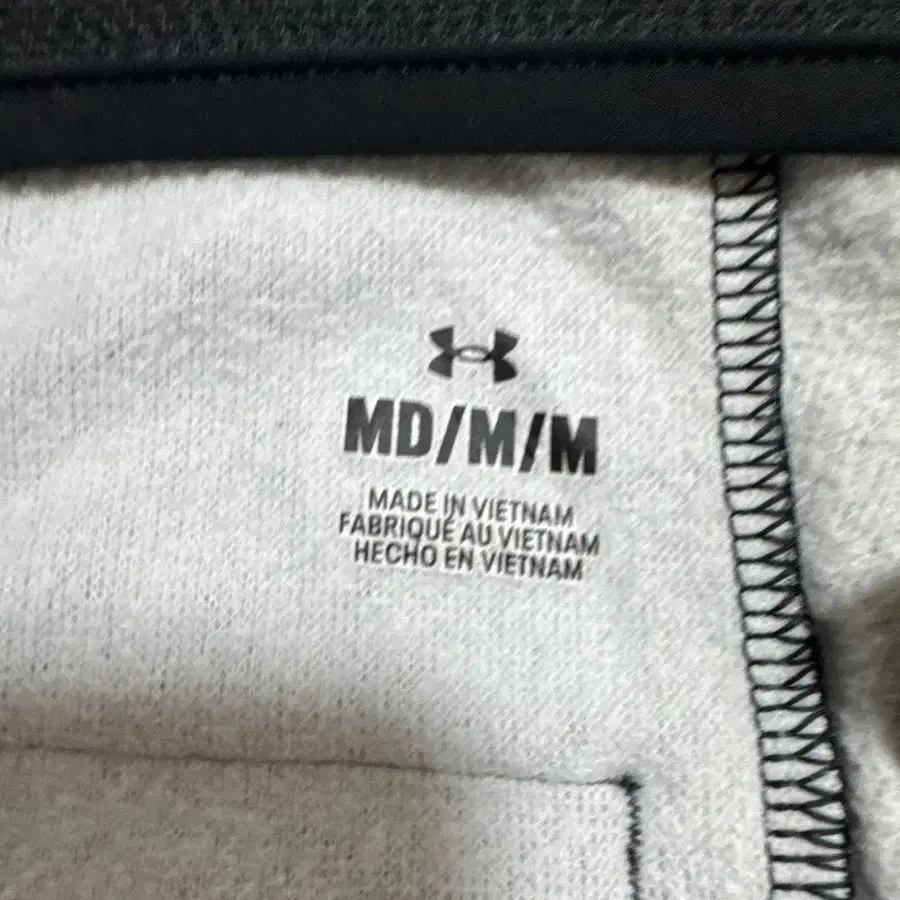 MD/M/M
MADE IN VIETNAM
FABRIQUÉ AU VIETNAM
HECHO EN VIETNAM